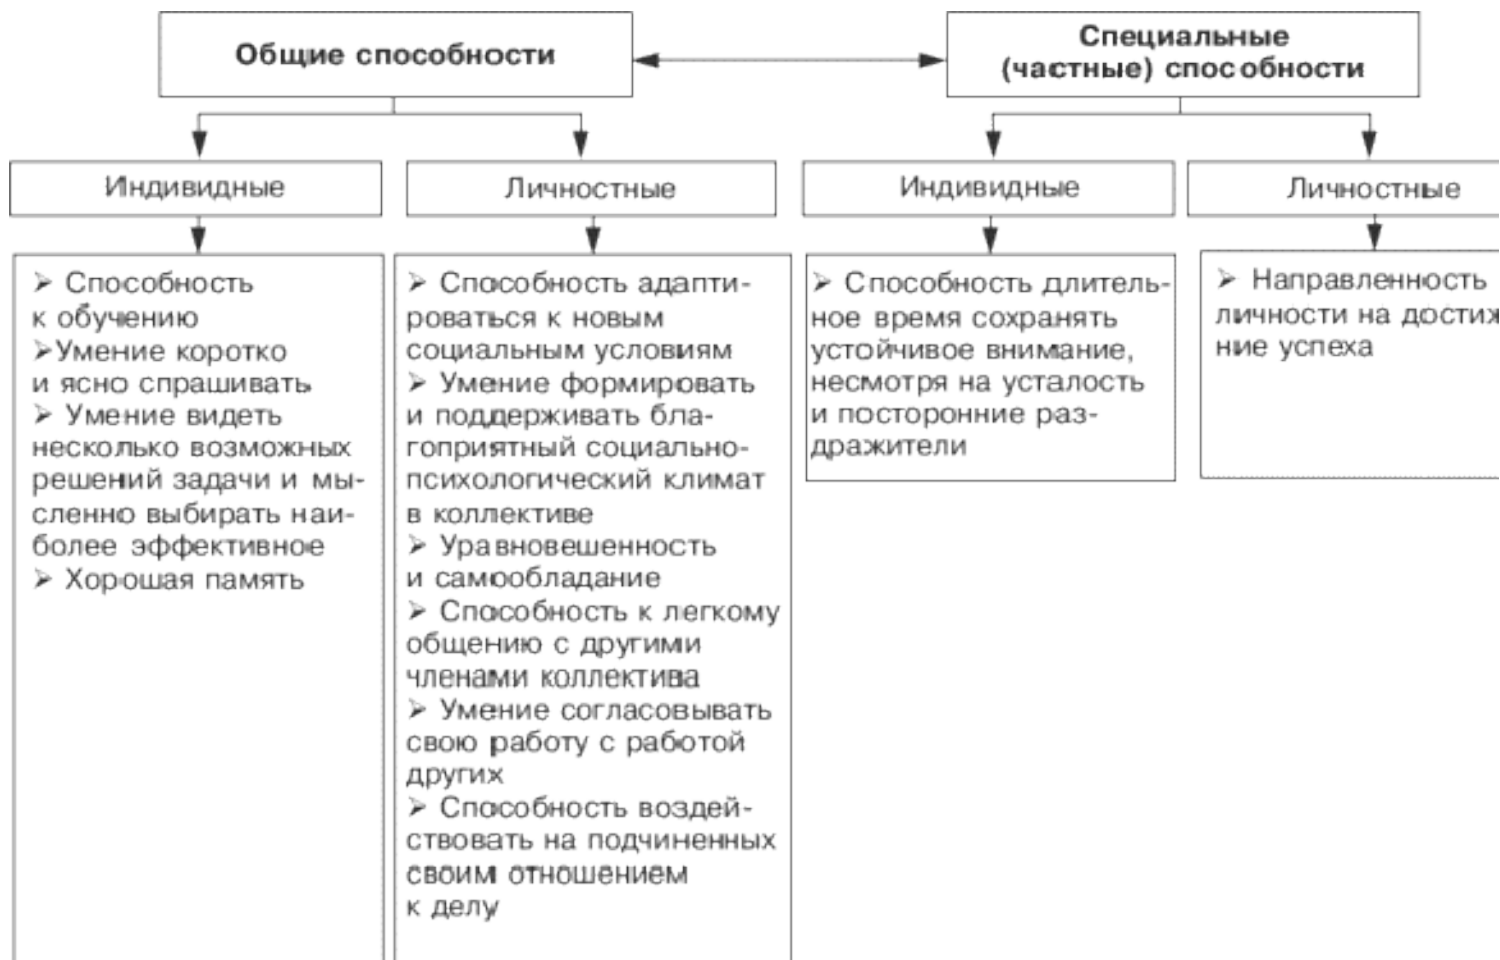 Общие способности
Специальные
(частные) способности
Индивидные
Личностные
Индивидные
Личностные
➢ Способность
к обучению
➢Умение коротко
и ясно спрашивать
➢ Умение видеть
несколько возможных
решений задачи и мы-
сленно выбирать наи-
более эффективное
➢ Хорошая память
➢ Способность адапти-
роваться к новым
социальным условиям
➢ Умение формировать
и поддерживать бла-
гоприятный социально-
психологический климат
в коллективе
➢ Уравновешенность
и самообладание
➢ Способность к легкому
общению с другими
членами коллектива
➢ Умение согласовывать
свою работу с работой
других
➢ Способность воздей-
ствовать на подчиненных
своим отношением
к делу
➢ Способность длитель-
ное время сохранять
устойчивое внимание,
несмотря на усталость
и посторонние раз-
дражители
➢ Направленность
личности на достиж
ние успеха